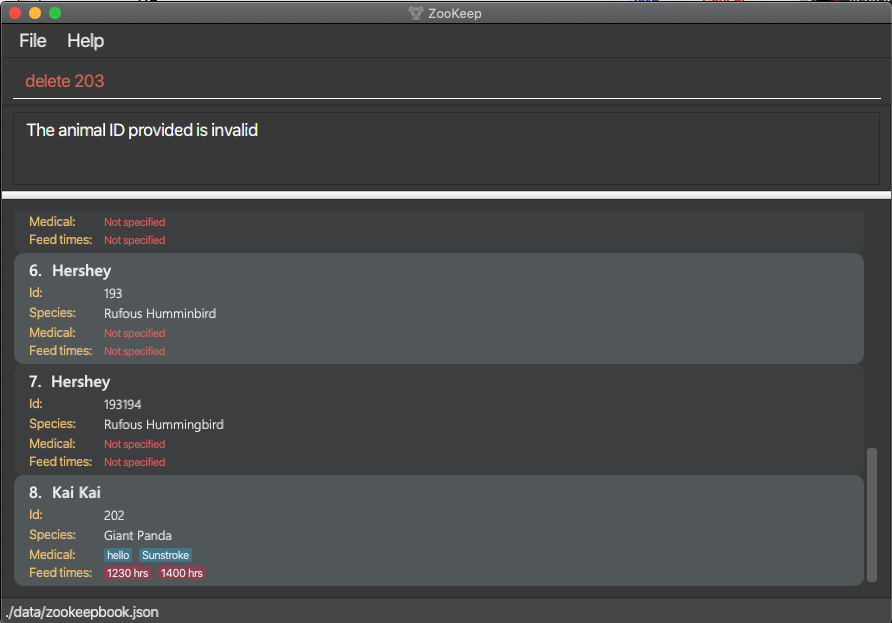 ZooKeep
File Help
delete 203
The animal ID provided is invalid
Medical: Not specified
Feed times: Not specified
6. Hershey
Id: 193
Species: Rufous Humminbird
Medical: Not specified
Feed times: Not specified
7. Hershey
Id: 193194
Species: Rufous Hummingbird
Medical: Not specified
Feed times: Not specified
8. Kai Kai
Id: 202
Species: Giant Panda
Medical: hello Sunstroke
Feed times: 1230 hrs 1400 hrs
./data/zookeepbook.json